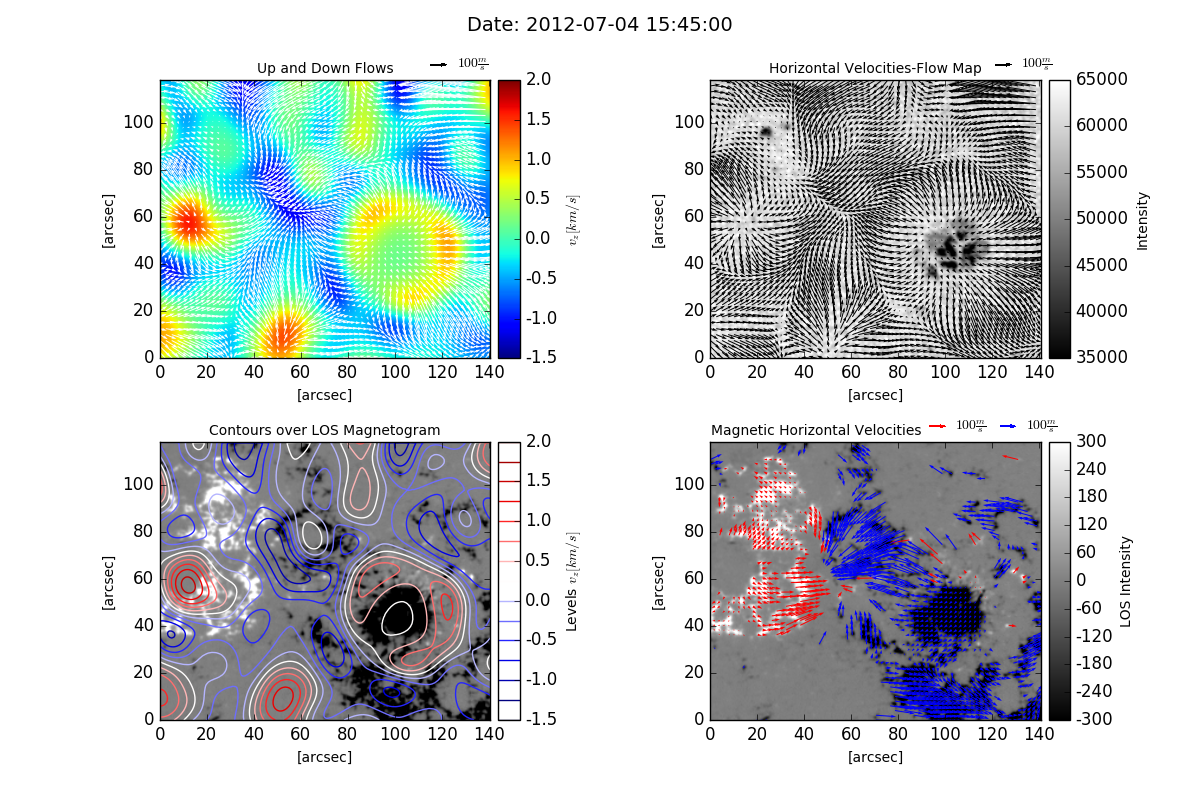 Date: 2012-07-04 15:45:00
Up and Down Flows
100 m/s
[arcsec]
100
80
60
40
20
0
0 20 40 60 80 100 120 140
[arcsec]
2.0
1.5
1.0
0.5
0.0
-0.5
-1.0
-1.5
v_z[km/s]
Horizontal Velocities-Flow Map
100 m/s
[arcsec]
100
80
60
40
20
0
0 20 40 60 80 100 120 140
[arcsec]
65000
60000
55000
50000
45000
40000
35000
Intensity
Contours over LOS Magnetogram
[arcsec]
100
80
60
40
20
0
0 20 40 60 80 100 120 140
[arcsec]
2.0
1.5
1.0
0.5
0.0
-0.5
-1.0
-1.5
Levels v_z[km/s]
Magnetic Horizontal Velocities
100 m/s 100 m/s
[arcsec]
100
80
60
40
20
0
0 20 40 60 80 100 120 140
[arcsec]
300
240
180
120
60
0
-60
-120
-180
-240
-300
LOS Intensity